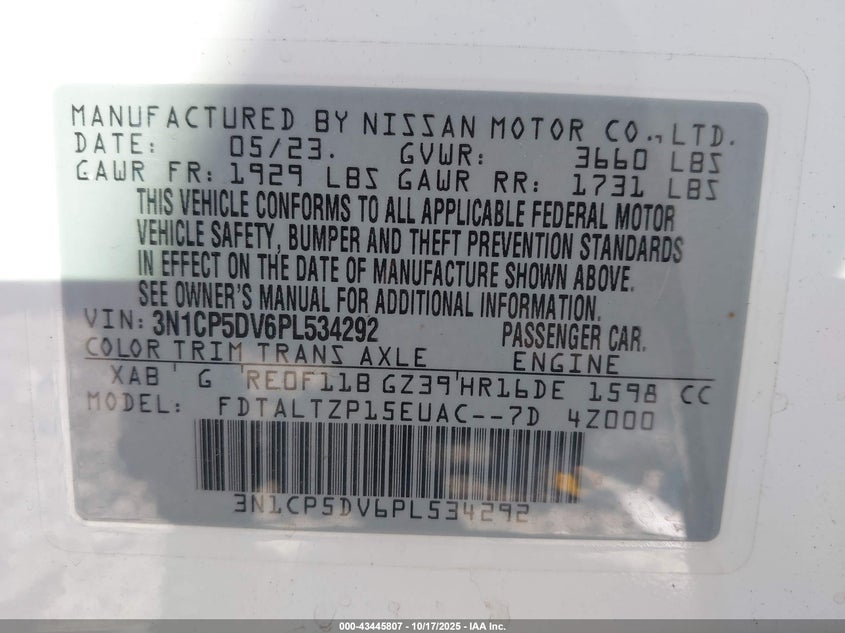 MANUFACTURED BY NISSAN MOTOR CO., LTD.
DATE: 05/23. GVWR: 3660 LBS
GAWR FR: 1929 LBS GAWR RR: 1731 LBS
THIS VEHICLE CONFORMS TO ALL APPLICABLE FEDERAL MOTOR
VEHICLE SAFETY, BUMPER AND THEFT PREVENTION STANDARDS
IN EFFECT ON THE DATE OF MANUFACTURE SHOWN ABOVE.
SEE OWNER'S MANUAL FOR ADDITIONAL INFORMATION.
VIN: 3N1CP5DV6PL534292 PASSENGER CAR.
COLOR TRIM TRANS AXLE ENGINE
XAB G RE0F11B GZ39 HR16DE 1598 CC
MODEL: FDTALTZP15EUAC--7D 4Z000
3N1CP5DV6PL534292
000-43445807 - 10/17/2025 - IAA Inc.